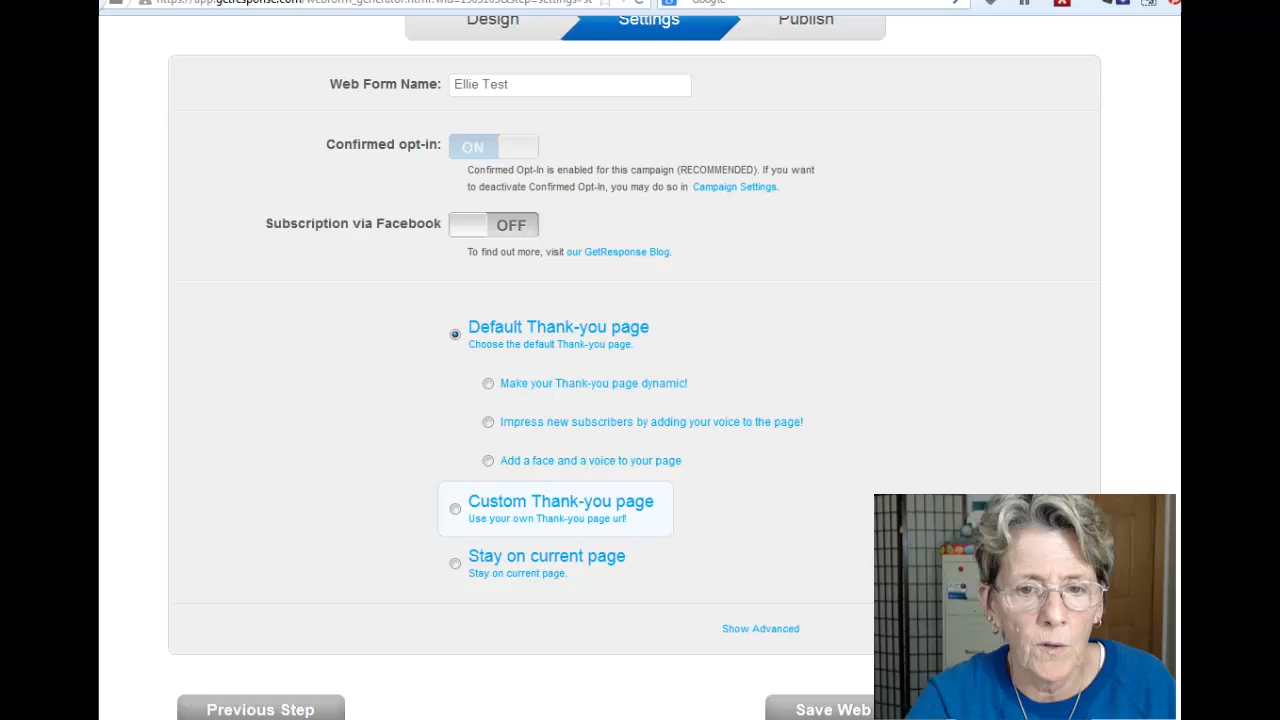 Design
Settings
Publish
Web Form Name:
Ellie Test
Confirmed opt-in:
ON
Confirmed Opt-In is enabled for this campaign (RECOMMENDED). If you want
to deactivate Confirmed Opt-In, you may do so in Campaign Settings.
Subscription via Facebook
OFF
To find out more, visit our GetResponse Blog.
Default Thank-you page
Choose the default Thank-you page.
Make your Thank-you page dynamic!
Impress new subscribers by adding your voice to the page!
Add a face and a voice to your page
Custom Thank-you page
Use your own Thank-you page url!
Stay on current page
Stay on current page.
Show Advanced
Previous Step
Save Web